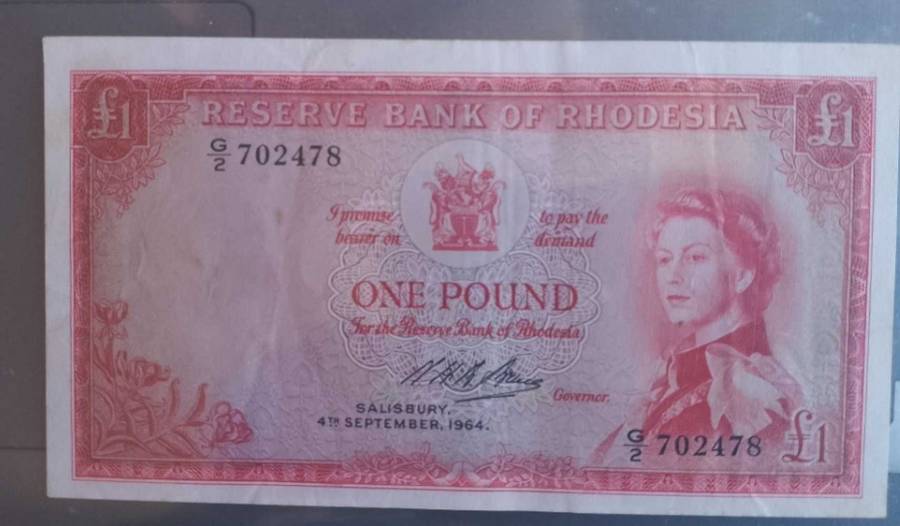 £1 RESERVE BANK OF RHODESIA £1
G/2 702478
I promise to pay the
bearer on demand
ONE POUND
For the Reserve Bank of Rhodesia
Governor.
SALISBURY,
4TH SEPTEMBER, 1964.
G/2 702478 £1